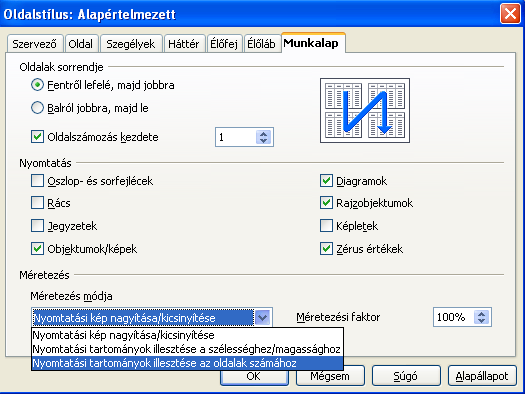 Oldalstílus: Alapértelmezett
Szervező Oldal Szegélyek Háttér Élőfej Élőláb Munkalap
Oldalak sorrendje
Fentről lefelé, majd jobbra
Balról jobbra, majd le
Oldalszámozás kezdete 1
Nyomtatás
Oszlop- és sorfejlécek Diagramok
Rács Rajzobjektumok
Jegyzetek Képletek
Objektumok/képek Zérus értékek
Méretezés
Méretezés módja
Nyomtatási kép nagyítása/kicsinyítése Méretezési faktor 100%
Nyomtatási kép nagyítása/kicsinyítése
Nyomtatási tartományok illesztése a szélességhez/magassághoz
Nyomtatási tartományok illesztése az oldalak számához
OK Mégsem Súgó Alapállapot